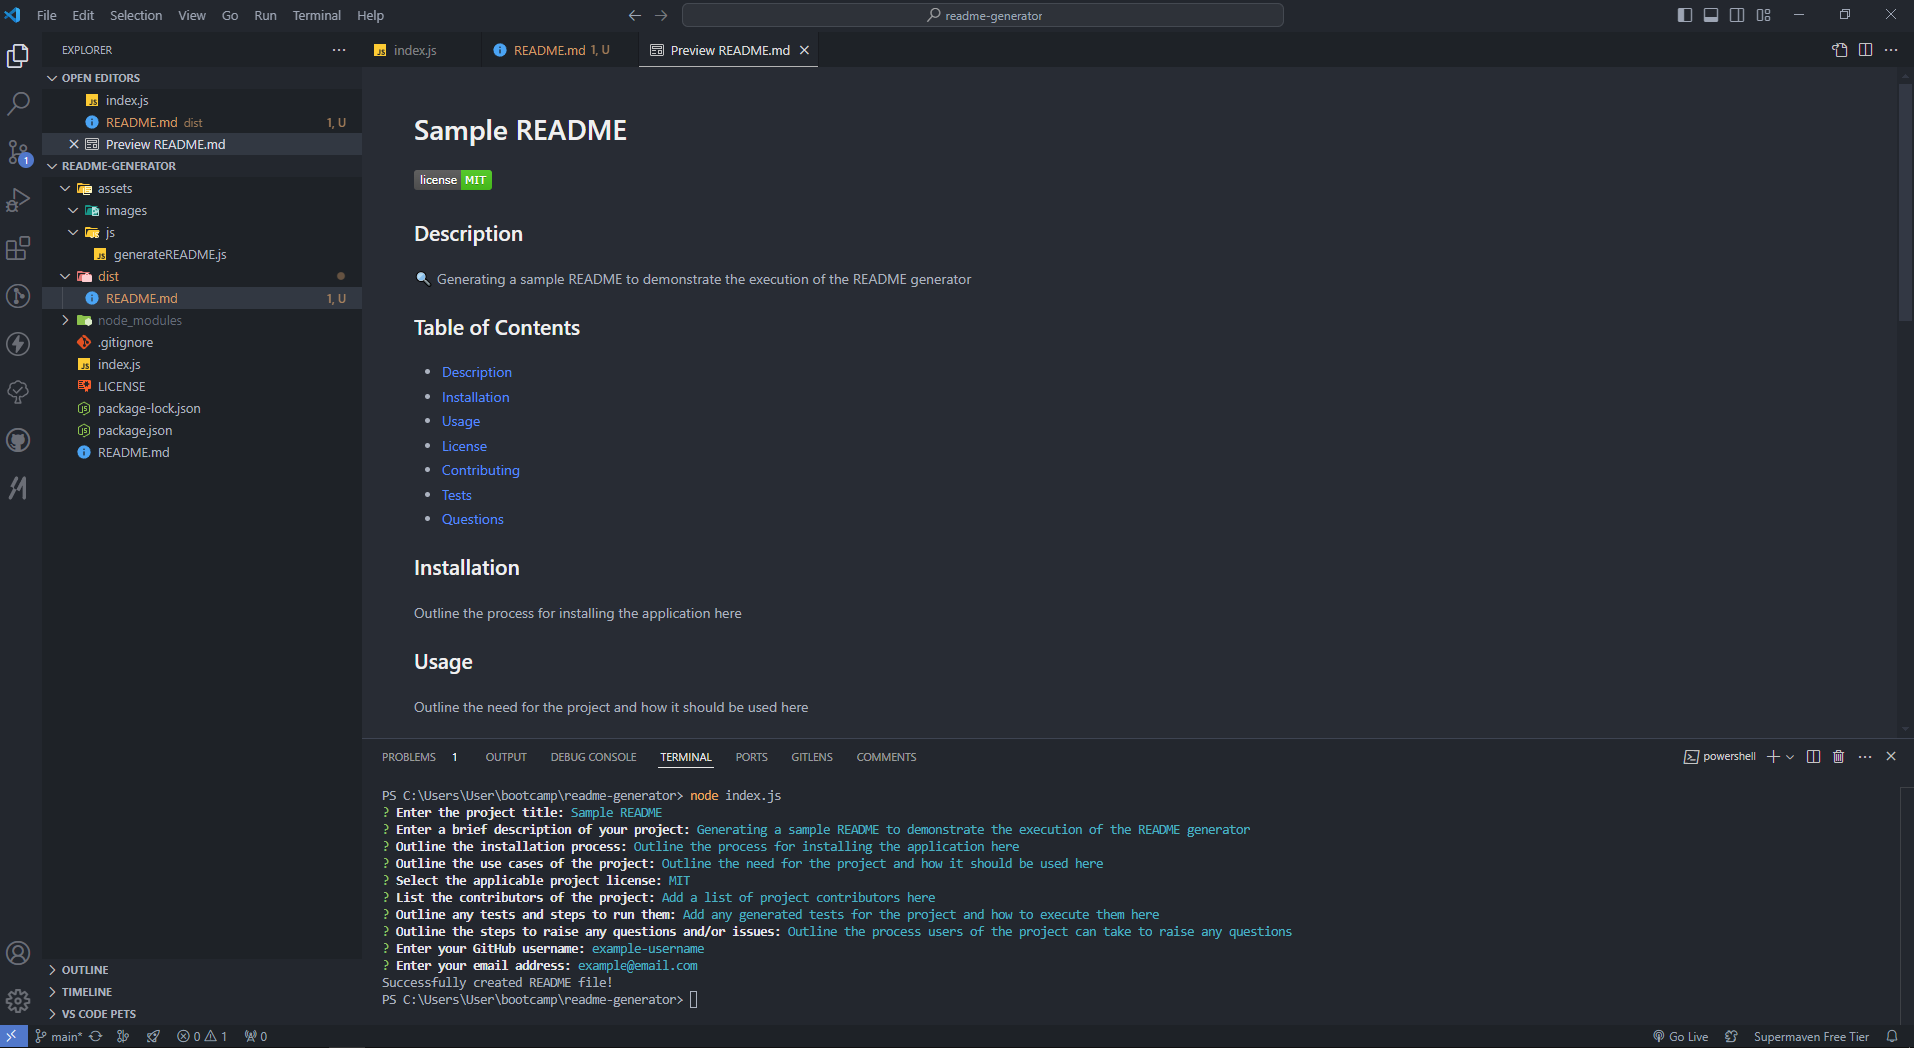 File Edit Selection View Go Run Terminal Help
readme-generator
EXPLORER
index.js
README.md 1, U
Preview README.md
OPEN EDITORS
index.js
README.md dist 1, U
Preview README.md
README-GENERATOR
assets
images
js
generateREADME.js
dist
README.md 1, U
node_modules
.gitignore
index.js
LICENSE
package-lock.json
package.json
README.md
OUTLINE
TIMELINE
VS CODE PETS
1
Sample README
license MIT
Description
Generating a sample README to demonstrate the execution of the README generator
Table of Contents
Description
Installation
Usage
License
Contributing
Tests
Questions
Installation
Outline the process for installing the application here
Usage
Outline the need for the project and how it should be used here
PROBLEMS 1 OUTPUT DEBUG CONSOLE TERMINAL PORTS GITLENS COMMENTS
powershell
PS C:\Users\User\bootcamp\readme-generator> node index.js
? Enter the project title: Sample README
? Enter a brief description of your project: Generating a sample README to demonstrate the execution of the README generator
? Outline the installation process: Outline the process for installing the application here
? Outline the use cases of the project: Outline the need for the project and how it should be used here
? Select the applicable project license: MIT
? List the contributors of the project: Add a list of project contributors here
? Outline any tests and steps to run them: Add any generated tests for the project and how to execute them here
? Outline the steps to raise any questions and/or issues: Outline the process users of the project can take to raise any questions
? Enter your GitHub username: example-username
? Enter your email address: example@email.com
Successfully created README file!
PS C:\Users\User\bootcamp\readme-generator>
main* 0 1 0
Go Live Supermaven Free Tier